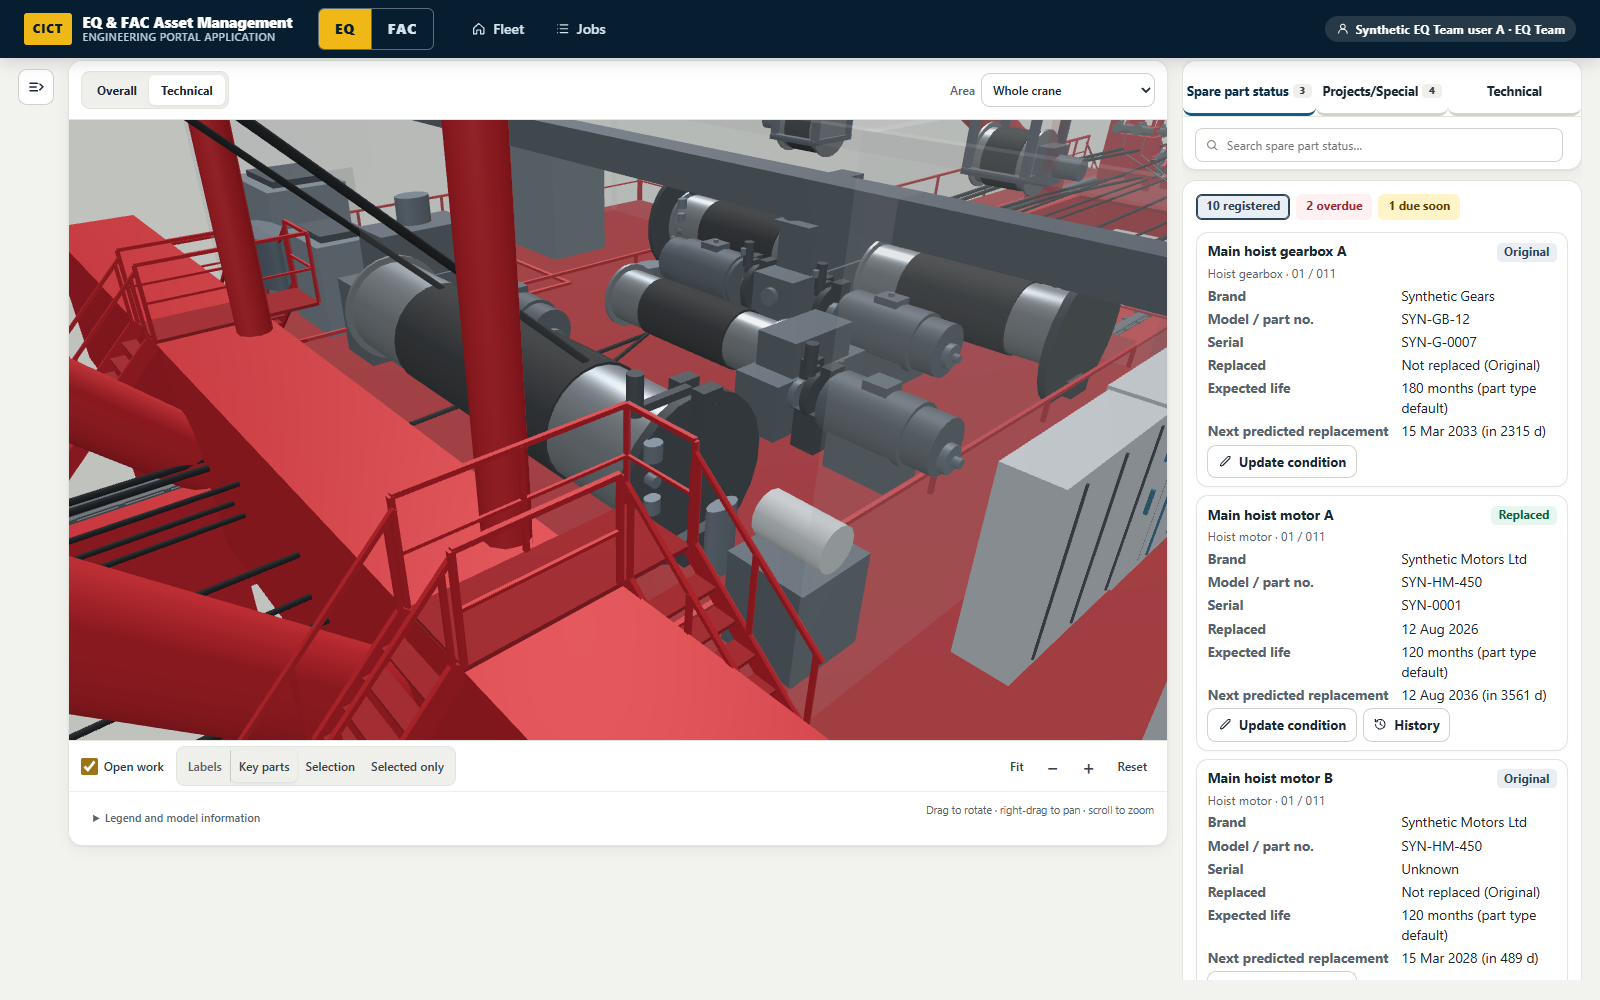 CICT
EQ & FAC Asset Management
ENGINEERING PORTAL APPLICATION
EQ
FAC
Fleet
Jobs
Synthetic EQ Team user A · EQ Team
Overall
Technical
Area
Whole crane
Spare part status 3
Projects/Special 4
Technical
Search spare part status...
10 registered
2 overdue
1 due soon
Main hoist gearbox A
Original
Hoist gearbox · 01 / 011
Brand
Synthetic Gears
Model / part no.
SYN-GB-12
Serial
SYN-G-0007
Replaced
Not replaced (Original)
Expected life
180 months (part type
default)
Next predicted replacement
15 Mar 2033 (in 2315 d)
Update condition
Main hoist motor A
Replaced
Hoist motor · 01 / 011
Brand
Synthetic Motors Ltd
Model / part no.
SYN-HM-450
Serial
SYN-0001
Replaced
12 Aug 2026
Expected life
120 months (part type
default)
Next predicted replacement
12 Aug 2036 (in 3561 d)
Update condition
History
Main hoist motor B
Original
Hoist motor · 01 / 011
Brand
Synthetic Motors Ltd
Model / part no.
SYN-HM-450
Serial
Unknown
Replaced
Not replaced (Original)
Expected life
120 months (part type
default)
Next predicted replacement
15 Mar 2028 (in 489 d)
Open work
Labels
Key parts
Selection
Selected only
Fit
−
+
Reset
Legend and model information
Drag to rotate · right-drag to pan · scroll to zoom